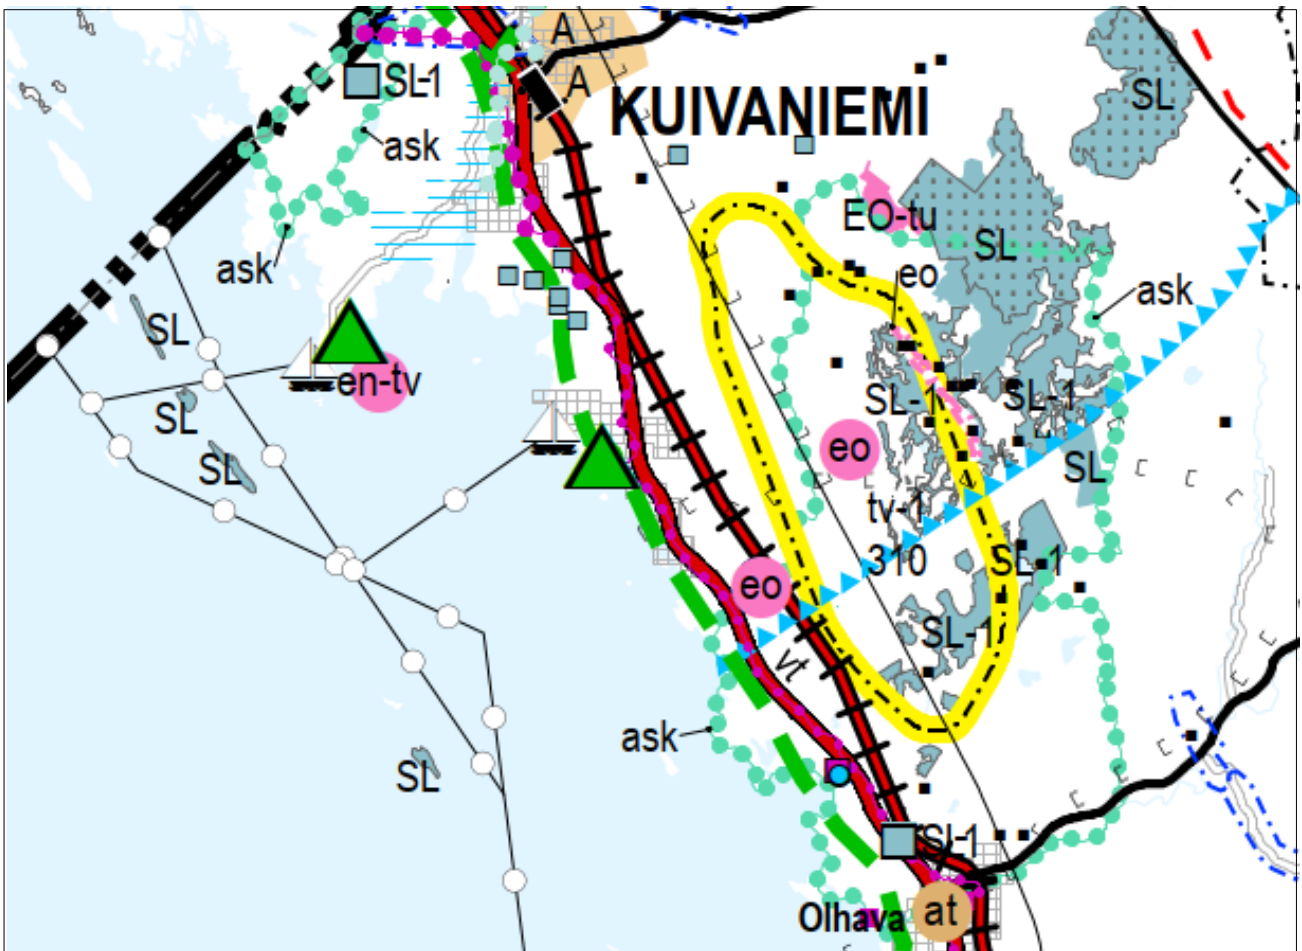 A
A
SL-1
SL
KUIVANIEMI
ask
EO-tu
SL
ask
eo
ask
SL
en-tv
SL-1
SL-1
SL
eo
SL
SL
tv-1
310
SL-1
eo
SL-1
vt
ask
SL
SL-1
Olhava
at